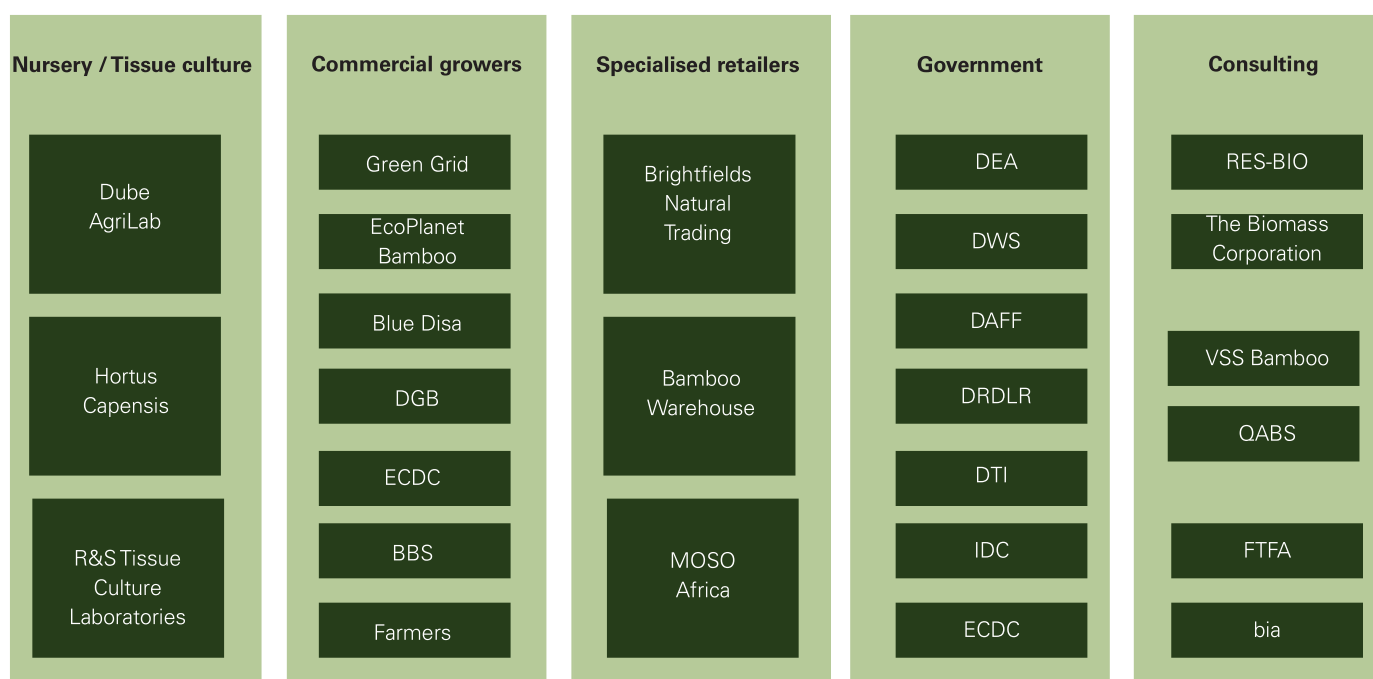 Nursery / Tissue culture
Dube
AgriLab
Hortus
Capensis
R&S Tissue
Culture
Laboratories
Commercial growers
Green Grid
EcoPlanet
Bamboo
Blue Disa
DGB
ECDC
BBS
Farmers
Specialised retailers
Brightfields
Natural
Trading
Bamboo
Warehouse
MOSO
Africa
Government
DEA
DWS
DAFF
DRDLR
DTI
IDC
ECDC
Consulting
RES-BIO
The Biomass
Corporation
VSS Bamboo
QABS
FTFA
bia